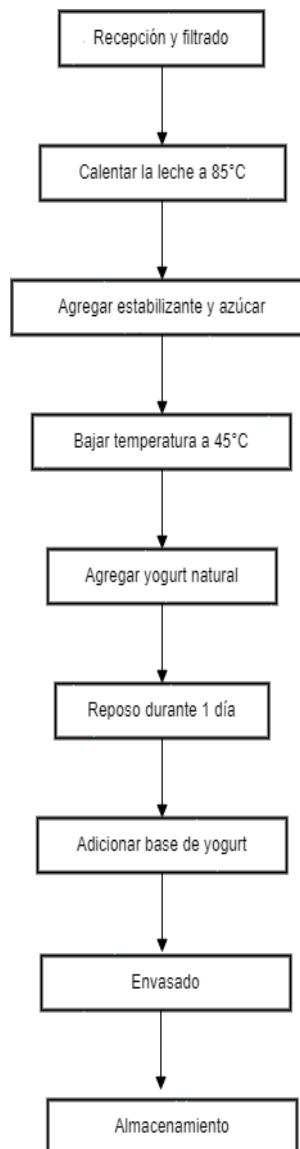 Recepción y filtrado
Calentar la leche a 85°C
Agregar estabilizante y azúcar
Bajar temperatura a 45°C
Agregar yogurt natural
Reposo durante 1 día
Adicionar base de yogurt
Envasado
Almacenamiento